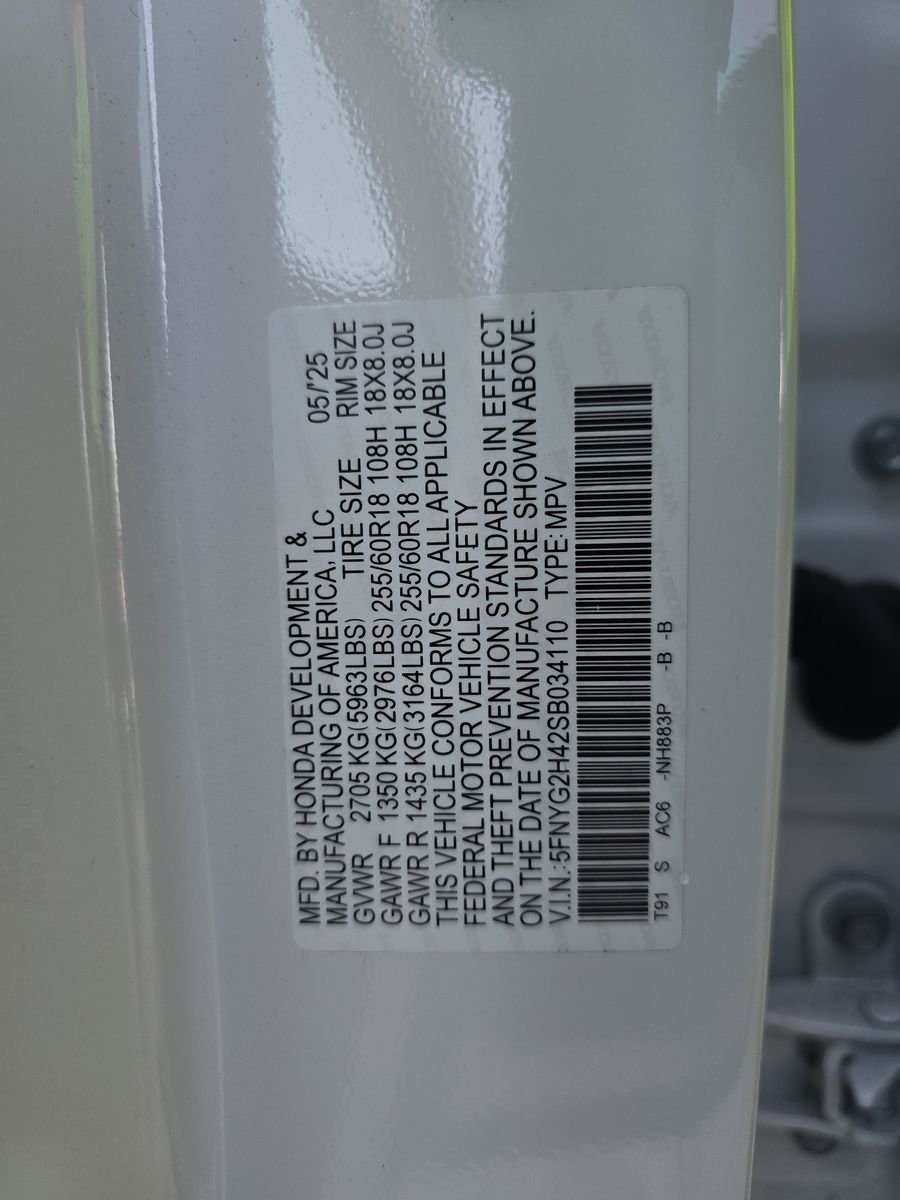 MFD. BY HONDA DEVELOPMENT &
MANUFACTURING OF AMERICA, LLC 05/'25
GVWR 2705 KG(5963LBS) TIRE SIZE RIM SIZE
GAWR F 1350 KG(2976LBS) 255/60R18 108H 18X8.0J
GAWR R 1435 KG(3164LBS) 255/60R18 108H 18X8.0J
THIS VEHICLE CONFORMS TO ALL APPLICABLE
FEDERAL MOTOR VEHICLE SAFETY
AND THEFT PREVENTION STANDARDS IN EFFECT
ON THE DATE OF MANUFACTURE SHOWN ABOVE.
V.I.N.:5FNYG2H42SB034110 TYPE:MPV
T91 S AC6 -NH883P -B -B